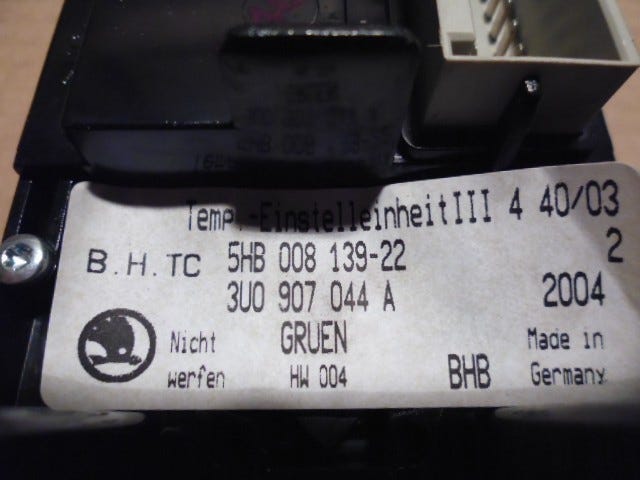 Temp.-EinstelleinheitIII 4 40/03
B.H.TC 5HB 008 139-22 2
3U0 907 044 A 2004
Nicht GRUEN Made in
werfen HW 004 BHB Germany